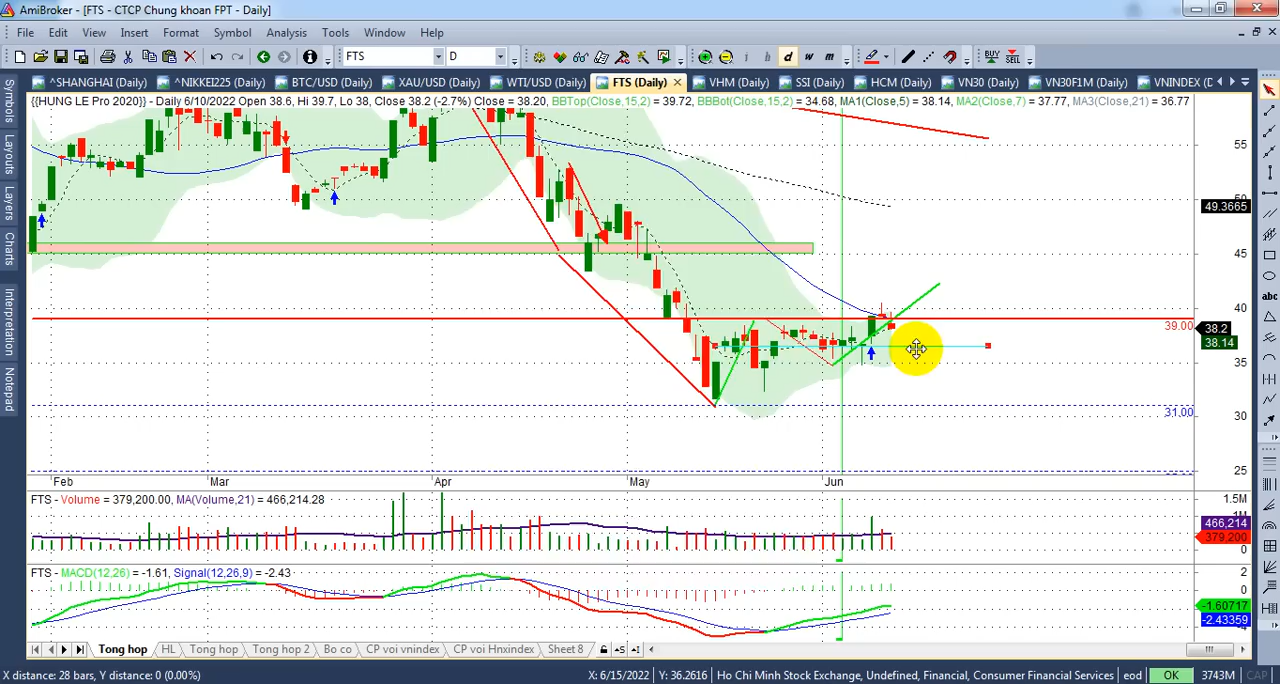 AmiBroker - [FTS - CTCP Chung khoan FPT - Daily]
File Edit View Insert Format Symbol Analysis Tools Window Help
FTS D i h d w m BUY SELL
^SHANGHAI (Daily) ^NIKKEI225 (Daily) BTC/USD (Daily) XAU/USD (Daily) WTI/USD (Daily) FTS (Daily) VHM (Daily) SSI (Daily) HCM (Daily) VN30 (Daily) VN30F1M (Daily) VNINDEX (D
{{HUNG LE Pro 2020}} - Daily 6/10/2022 Open 38.6, Hi 39.7, Lo 38, Close 38.2 (-2.7%) Close = 38.20, BBTop(Close,15,2) = 39.72, BBBot(Close,15,2) = 34.68, MA1(Close,5) = 38.14, MA2(Close,7) = 37.77, MA3(Close,21) = 36.77
Symbols
Layouts
Layers
Charts
Interpretation
Notepad
abc
55
50
49.3665
45
40
39.00
38.2
38.14
35
31.00
30
25
Feb Mar Apr May Jun
FTS - Volume = 379,200.00, MA(Volume,21) = 466,214.28
1.5M
1M
466,214
379,200
0
FTS - MACD(12,26) = -1.61, Signal(12,26,9) = -2.43
2
0
-1.60717
-2.43359
Tong hop HL Tong hop Tong hop 2 Bo co CP voi vnindex CP voi Hnxindex Sheet 8
X distance: 28 bars, Y distance: 0 (0.00%) X: 6/15/2022 Y: 36.2616 Ho Chi Minh Stock Exchange, Undefined, Financial, Consumer Financial Services eod OK 3743M CAP